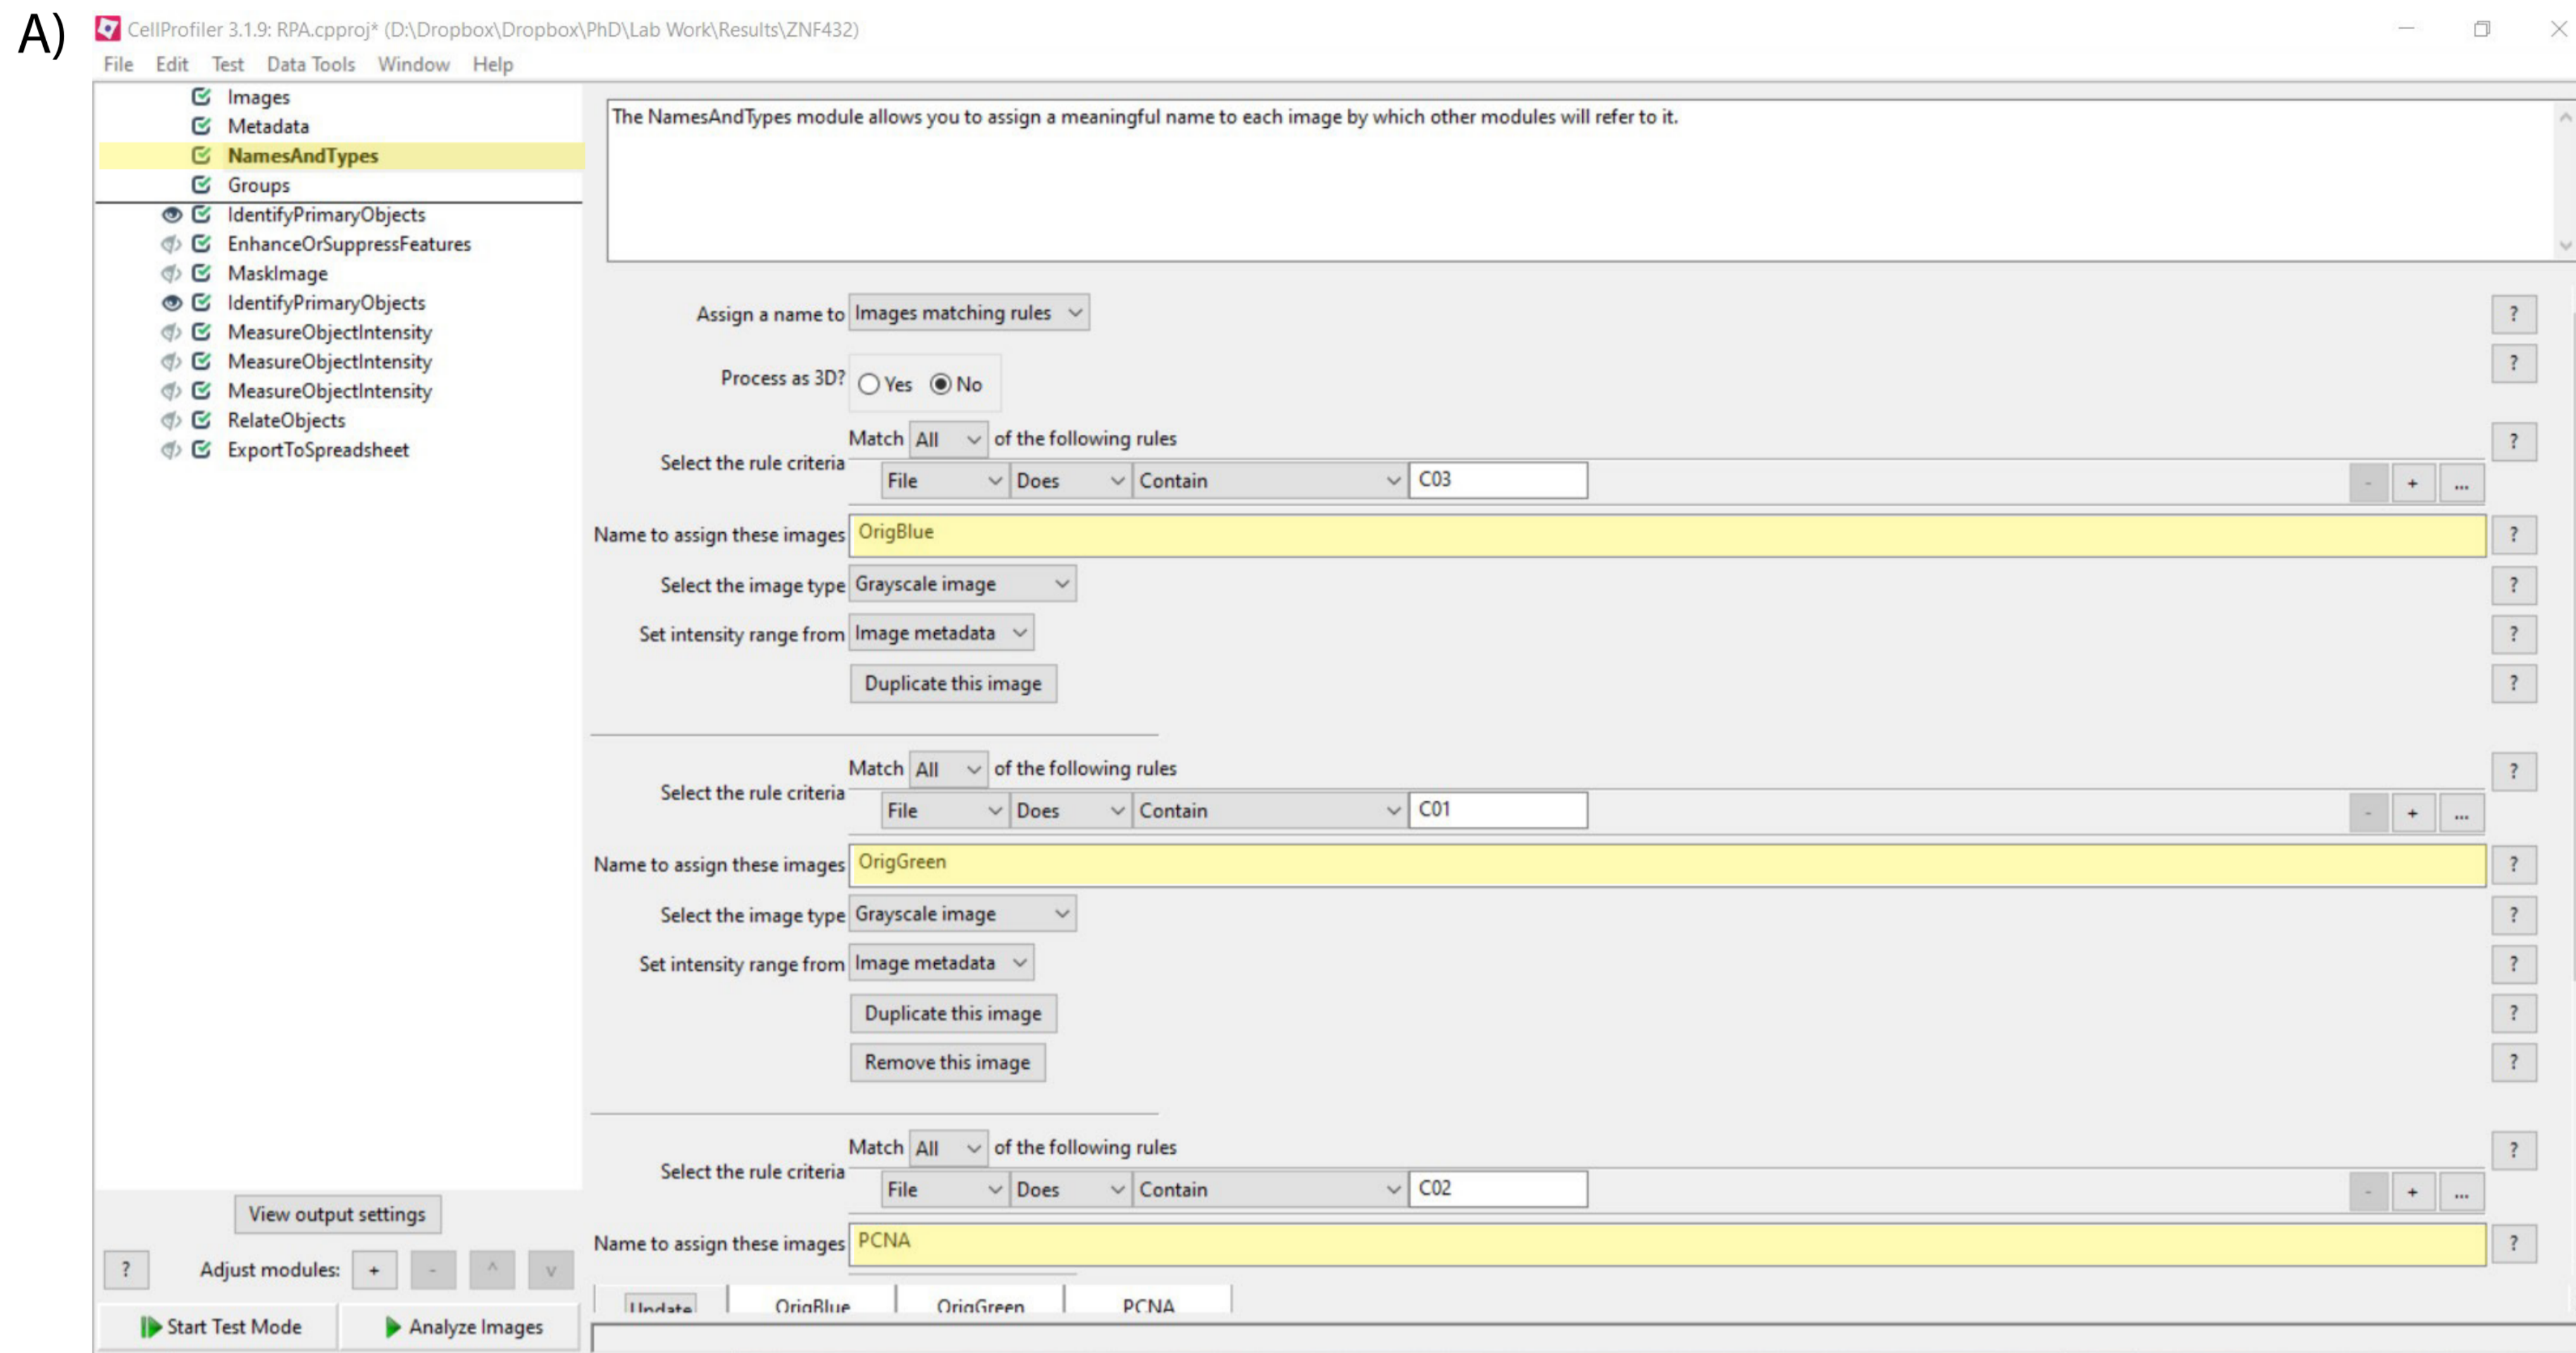 A)
CellProfiler 3.1.9: RPA.cpproj* (D:\Dropbox\Dropbox\PhD\Lab Work\Results\ZNF432)
File Edit Test Data Tools Window Help
Images
Metadata
NamesAndTypes
Groups
IdentifyPrimaryObjects
EnhanceOrSuppressFeatures
MaskImage
IdentifyPrimaryObjects
MeasureObjectIntensity
MeasureObjectIntensity
MeasureObjectIntensity
RelateObjects
ExportToSpreadsheet
View output settings
? Adjust modules: + - ^ v
Start Test Mode Analyze Images
The NamesAndTypes module allows you to assign a meaningful name to each image by which other modules will refer to it.
Assign a name to Images matching rules ?
Process as 3D? Yes No ?
Match All of the following rules ?
Select the rule criteria
File Does Contain C03 - + ...
Name to assign these images OrigBlue ?
Select the image type Grayscale image ?
Set intensity range from Image metadata ?
Duplicate this image ?
Match All of the following rules ?
Select the rule criteria
File Does Contain C01 - + ...
Name to assign these images OrigGreen ?
Select the image type Grayscale image ?
Set intensity range from Image metadata ?
Duplicate this image ?
Remove this image ?
Match All of the following rules ?
Select the rule criteria
File Does Contain C02 - + ...
Name to assign these images PCNA ?
Update OrigBlue OrigGreen PCNA